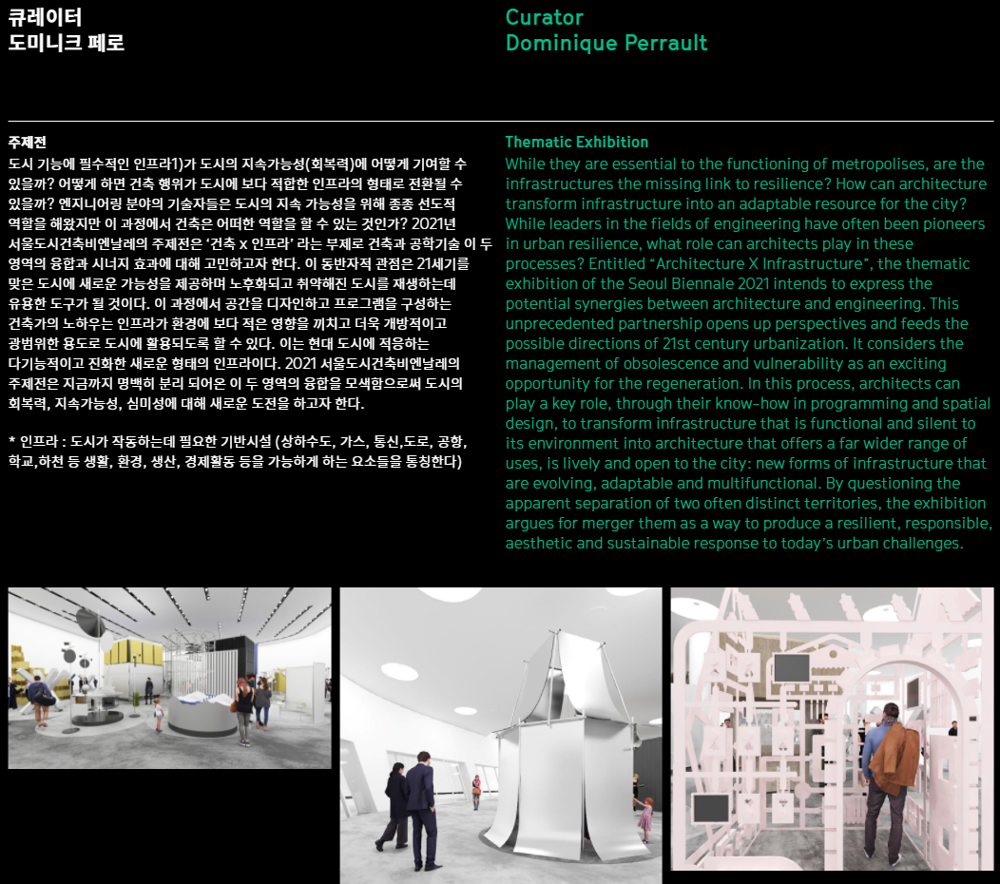 큐레이터
도미니크 페로
Curator
Dominique Perrault
주제전
도시 기능에 필수적인 인프라1)가 도시의 지속가능성(회복력)에 어떻게 기여할 수
있을까? 어떻게 하면 건축 행위가 도시에 보다 적합한 인프라의 형태로 전환될 수
있을까? 엔지니어링 분야의 기술자들은 도시의 지속 가능성을 위해 종종 선도적
역할을 해왔지만 이 과정에서 건축은 어떠한 역할을 할 수 있는 것인가? 2021년
서울도시건축비엔날레의 주제전은 ‘건축 x 인프라’ 라는 부제로 건축과 공학기술 이 두
영역의 융합과 시너지 효과에 대해 고민하고자 한다. 이 동반자적 관점은 21세기를
맞은 도시에 새로운 가능성을 제공하며 노후화되고 취약해진 도시를 재생하는데
유용한 도구가 될 것이다. 이 과정에서 공간을 디자인하고 프로그램을 구성하는
건축가의 노하우는 인프라가 환경에 보다 적은 영향을 끼치고 더욱 개방적이고
광범위한 용도로 도시에 활용되도록 할 수 있다. 이는 현대 도시에 적응하는
다기능적이고 진화한 새로운 형태의 인프라이다. 2021 서울도시건축비엔날레의
주제전은 지금까지 명백히 분리 되어온 이 두 영역의 융합을 모색함으로써 도시의
회복력, 지속가능성, 심미성에 대해 새로운 도전을 하고자 한다.
* 인프라 : 도시가 작동하는데 필요한 기반시설 (상하수도, 가스, 통신,도로, 공항,
학교,하천 등 생활, 환경, 생산, 경제활동 등을 가능하게 하는 요소들을 통칭한다)
Thematic Exhibition
While they are essential to the functioning of metropolises, are the
infrastructures the missing link to resilience? How can architecture
transform infrastructure into an adaptable resource for the city?
While leaders in the fields of engineering have often been pioneers
in urban resilience, what role can architects play in these
processes? Entitled “Architecture X Infrastructure”, the thematic
exhibition of the Seoul Biennale 2021 intends to express the
potential synergies between architecture and engineering. This
unprecedented partnership opens up perspectives and feeds the
possible directions of 21st century urbanization. It considers the
management of obsolescence and vulnerability as an exciting
opportunity for the regeneration. In this process, architects can
play a key role, through their know-how in programming and spatial
design, to transform infrastructure that is functional and silent to
its environment into architecture that offers a far wider range of
uses, is lively and open to the city: new forms of infrastructure that
are evolving, adaptable and multifunctional. By questioning the
apparent separation of two often distinct territories, the exhibition
argues for merger them as a way to produce a resilient, responsible,
aesthetic and sustainable response to today’s urban challenges.